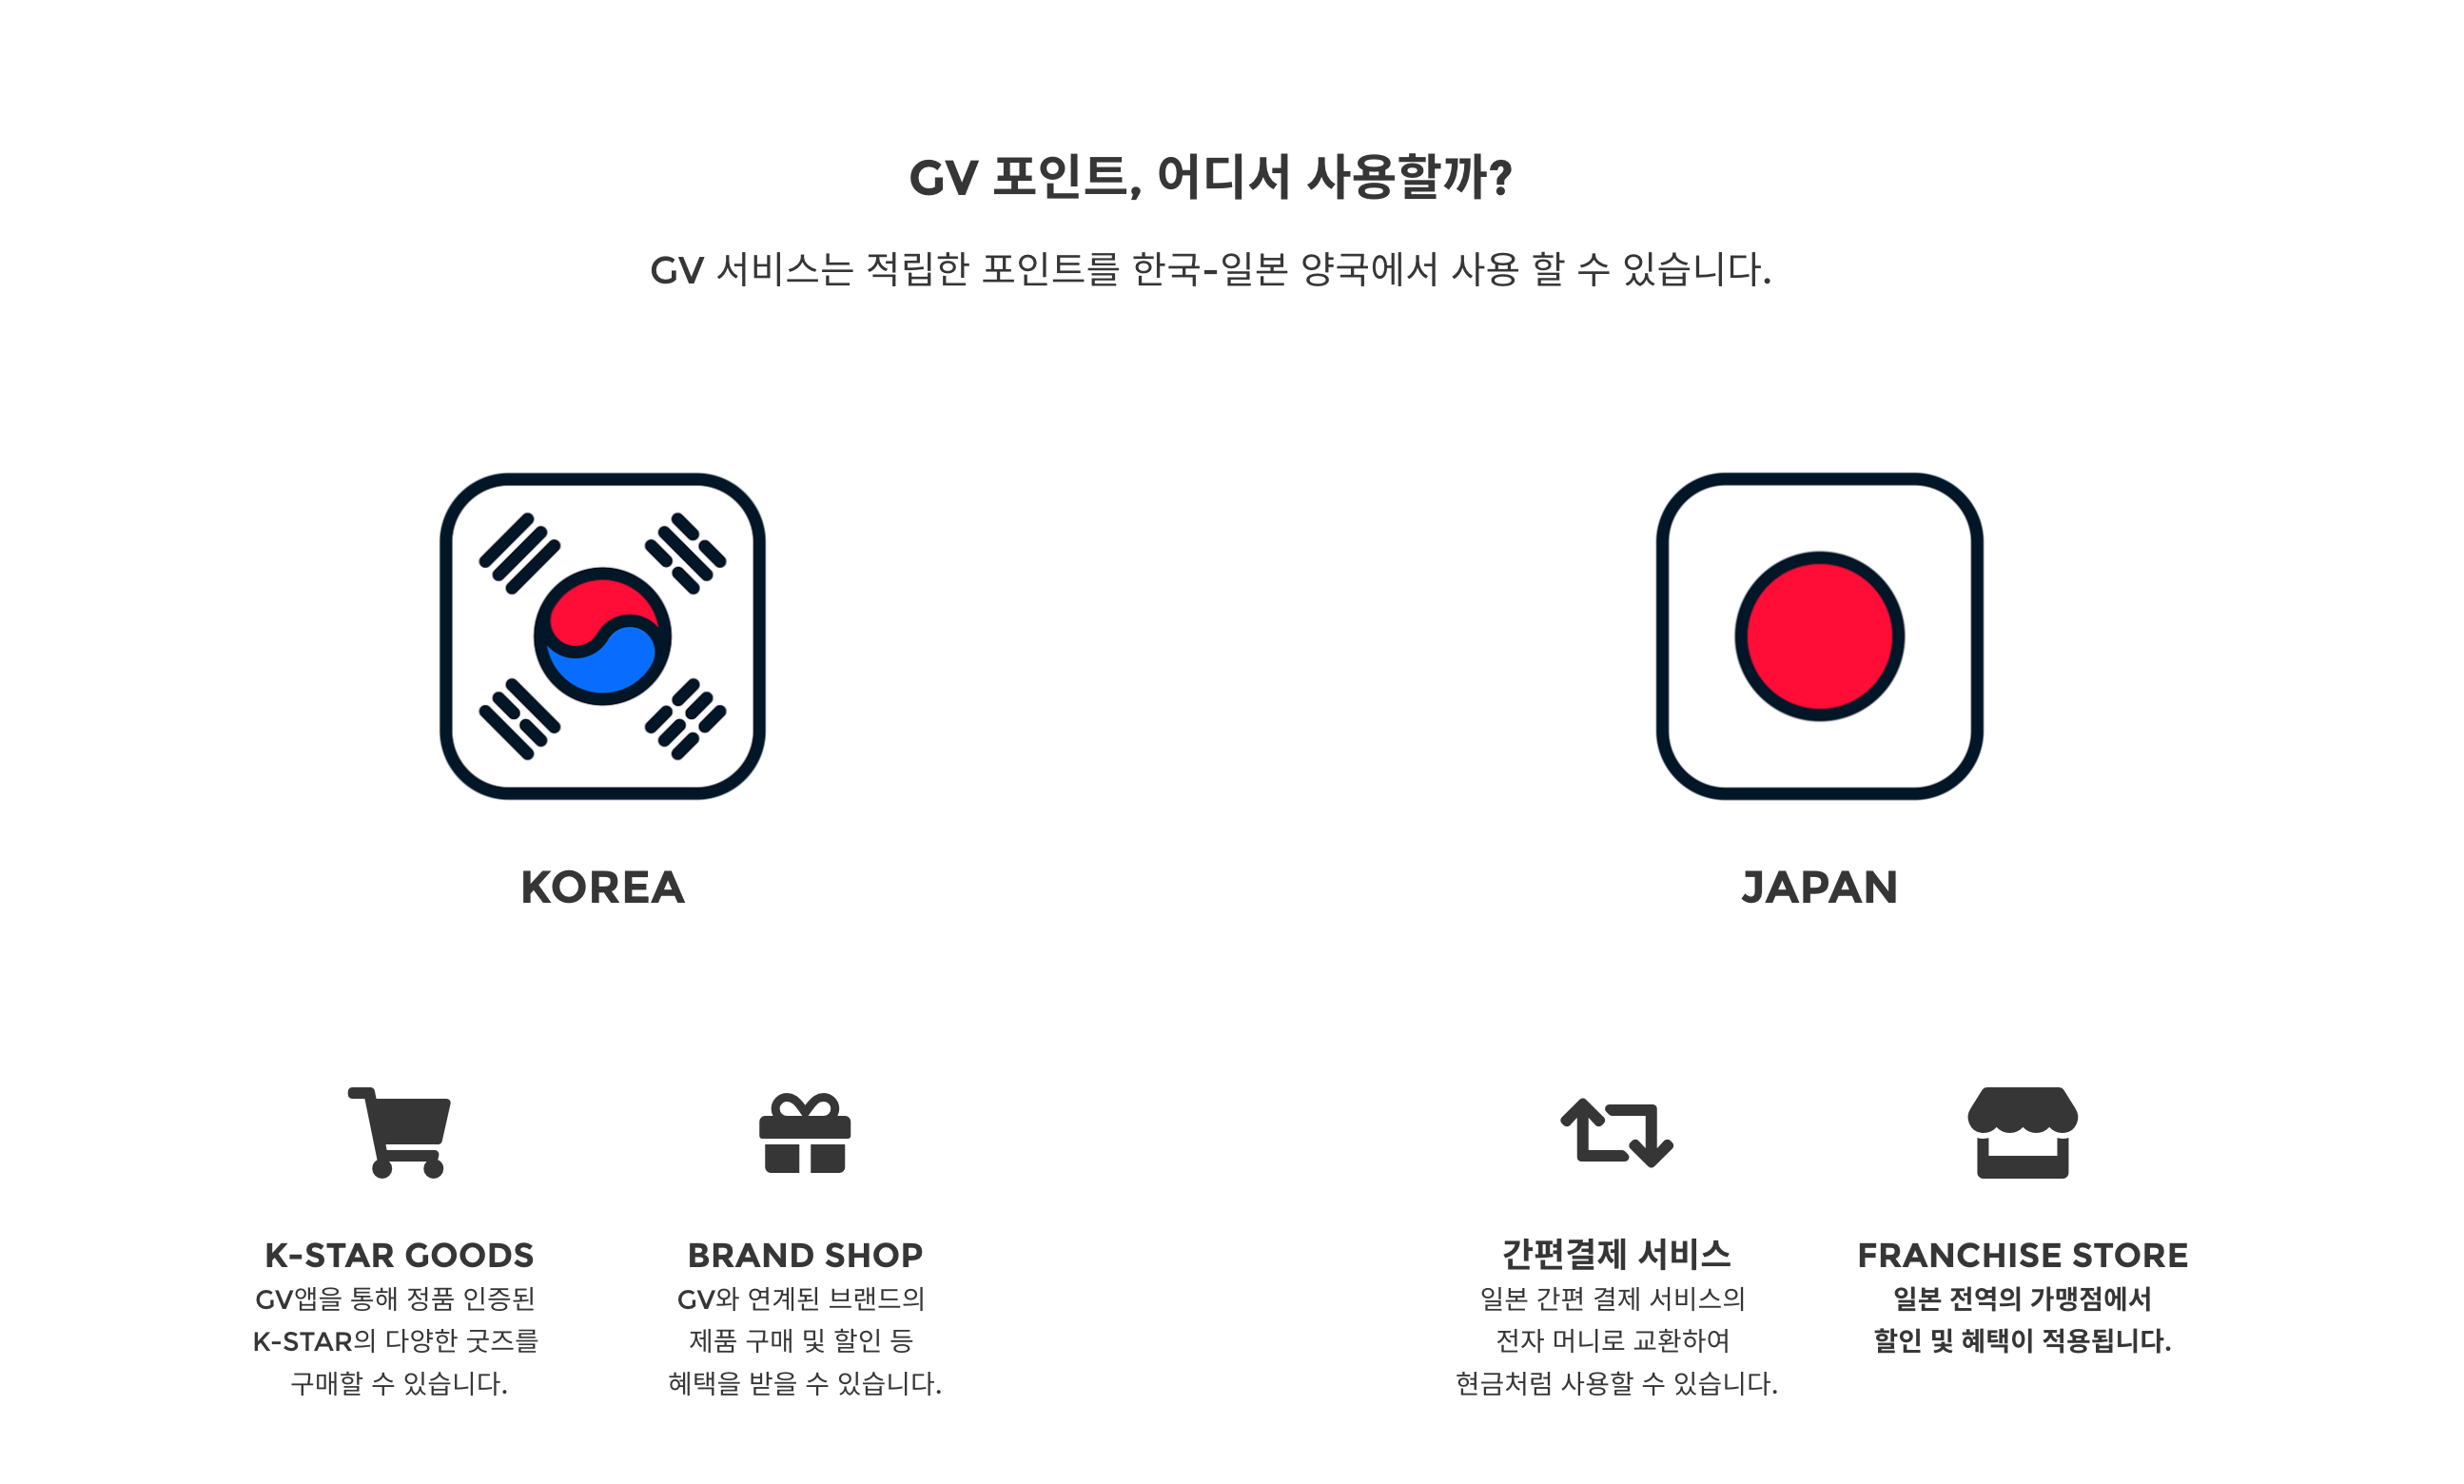 GV 포인트, 어디서 사용할까?
GV 서비스는 적립한 포인트를 한국-일본 양국에서 사용 할 수 있습니다.
KOREA
K-STAR GOODS
GV앱을 통해 정품 인증된
K-STAR의 다양한 굿즈를
구매할 수 있습니다.
BRAND SHOP
GV와 연계된 브랜드의
제품 구매 및 할인 등
혜택을 받을 수 있습니다.
JAPAN
간편결제 서비스
일본 간편 결제 서비스의
전자 머니로 교환하여
현금처럼 사용할 수 있습니다.
FRANCHISE STORE
일본 전역의 가맹점에서
할인 및 혜택이 적용됩니다.